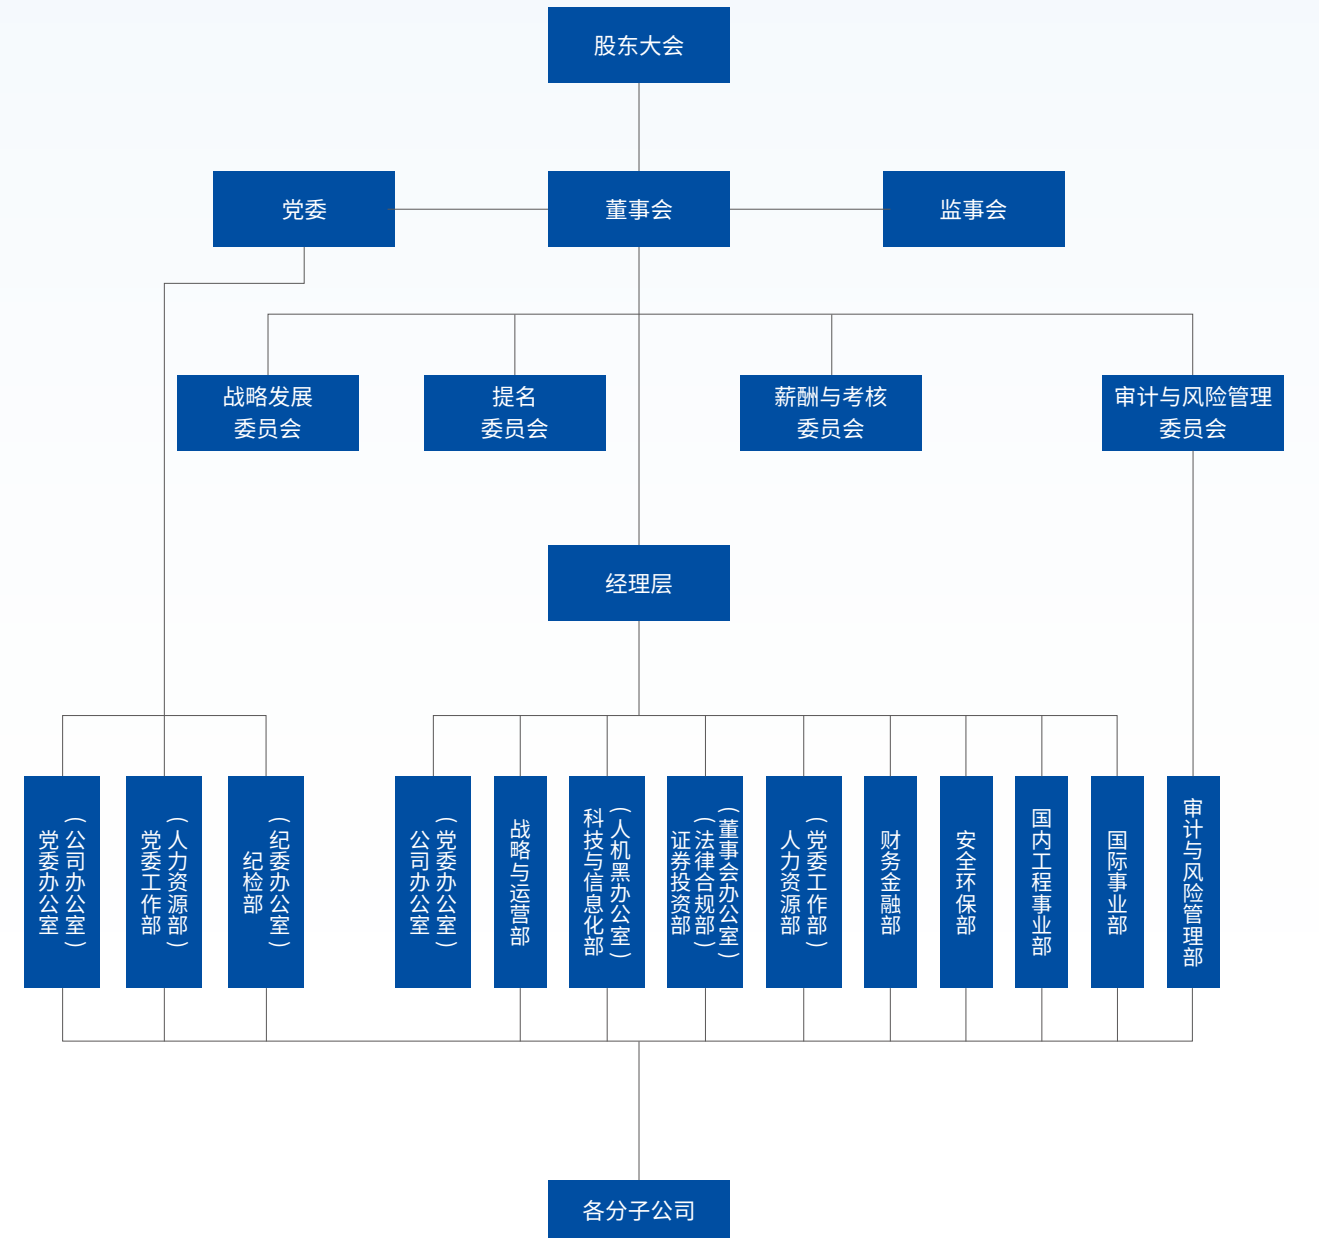 股东大会
党委
董事会
监事会
战略发展
委员会
提名
委员会
薪酬与考核
委员会
审计与风险管理
委员会
经理层
党委办公室
（公司办公室）
党委工作部
（人力资源部）
纪检部
（纪委办公室）
公司办公室
（党委办公室）
战略与运营部
科技与信息化部
（人机黑办公室）
证券投资部
（法律合规部）
（董事会办公室）
人力资源部
（党委工作部）
财务金融部
安全环保部
国内工程事业部
国际事业部
审计与风险管理部
各分子公司